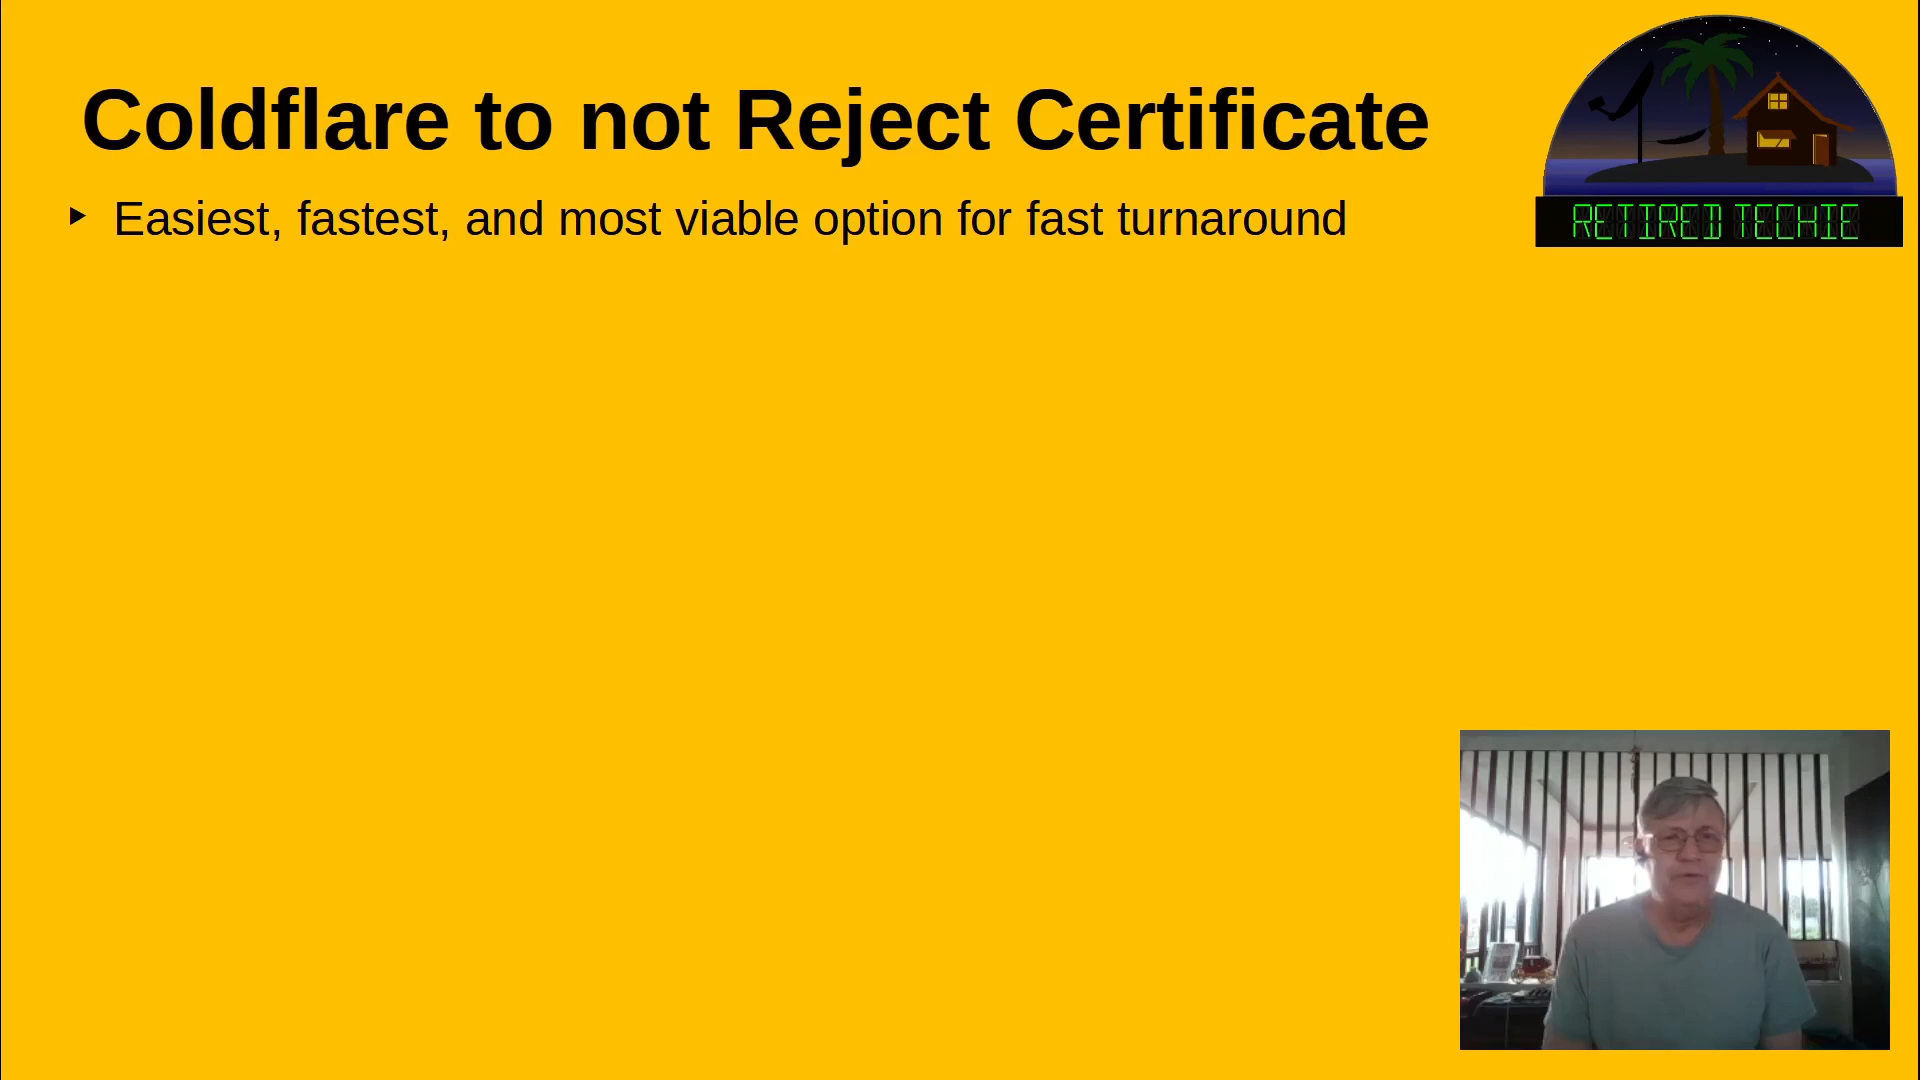 Coldflare to not Reject Certificate
Easiest, fastest, and most viable option for fast turnaround
RETIRED TECHIE